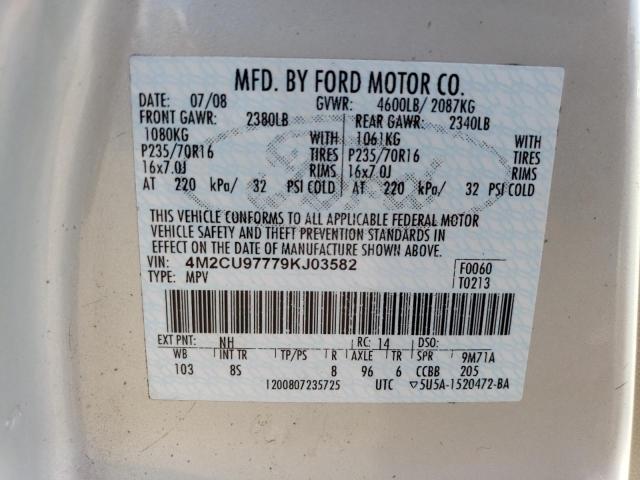 MFD. BY FORD MOTOR CO.
DATE: 07/08 GVWR: 4600LB/ 2087KG
FRONT GAWR: 2380LB REAR GAWR: 2340LB
1080KG WITH 1061KG WITH
P235/70R16 TIRES P235/70R16 TIRES
16x7.0J RIMS 16x7.0J RIMS
AT 220 kPa/ 32 PSI COLD AT 220 kPa/ 32 PSI COLD
THIS VEHICLE CONFORMS TO ALL APPLICABLE FEDERAL MOTOR
VEHICLE SAFETY AND THEFT PREVENTION STANDARDS IN
EFFECT ON THE DATE OF MANUFACTURE SHOWN ABOVE.
VIN: 4M2CU97779KJ03582 F0060
TYPE: MPV T0213
EXT PNT: NH RC: 14 DSO:
WB INT TR TP/PS R AXLE TR SPR 9M71A
103 8S 8 96 6 CCBB 205
1200807235725 UTC ▽5U5A-1520472-BA